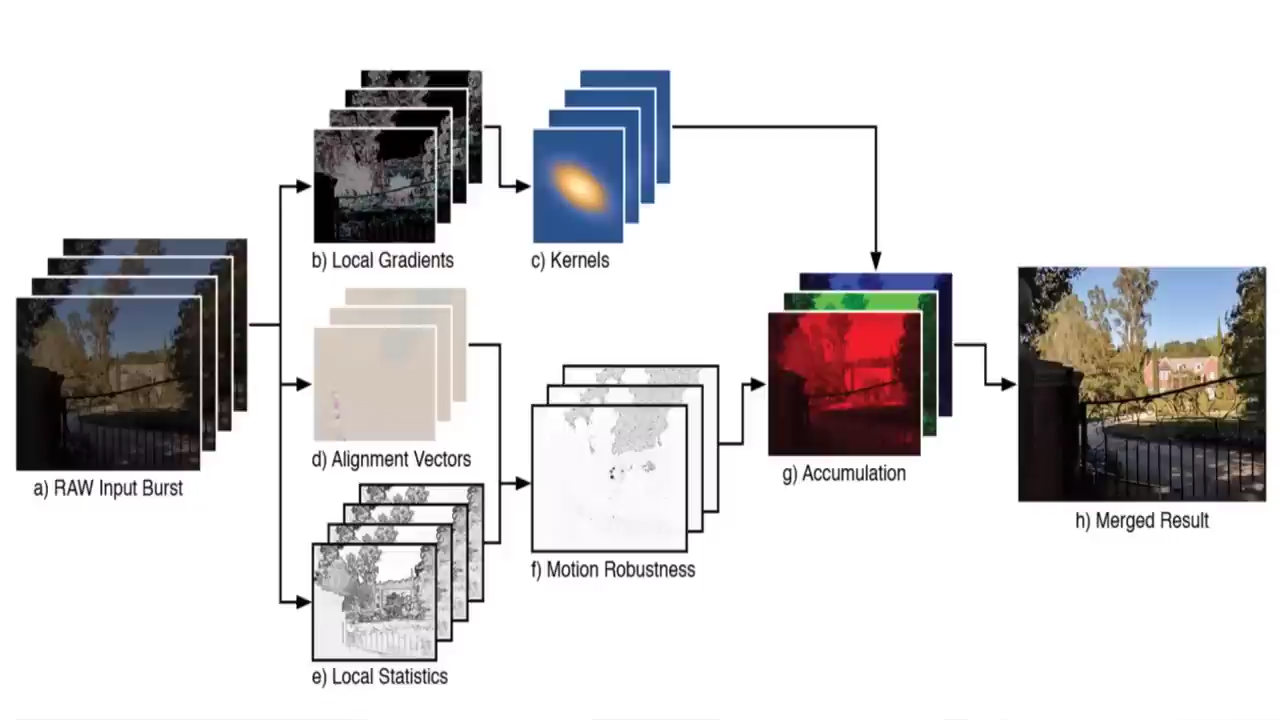 a) RAW Input Burst
b) Local Gradients
c) Kernels
d) Alignment Vectors
e) Local Statistics
f) Motion Robustness
g) Accumulation
h) Merged Result